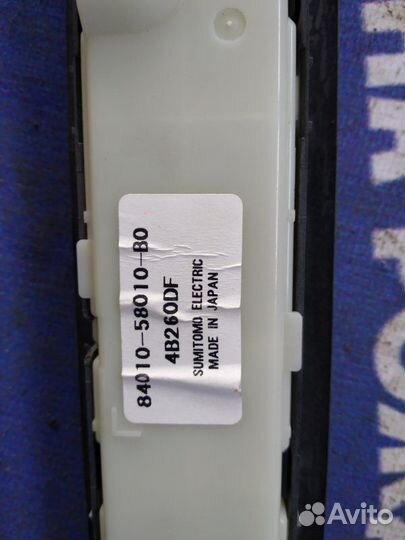 84010-58010-B0
4B260DF
SUMITOMO ELECTRIC
MADE IN JAPAN
Avito